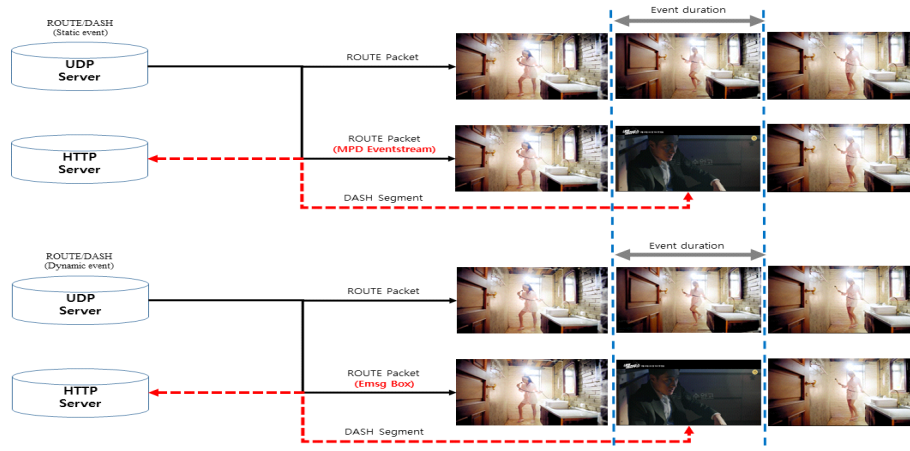 Event duration
ROUTE/DASH
(Static event)
UDP
Server
ROUTE Packet
HTTP
Server
ROUTE Packet
(MPD Eventstream)
DASH Segment
ROUTE/DASH
(Dynamic event)
Event duration
UDP
Server
ROUTE Packet
HTTP
Server
ROUTE Packet
(Emsg Box)
DASH Segment